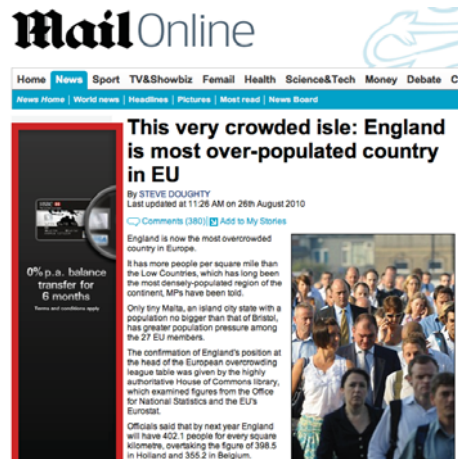 Mail Online
Home News Sport TV&Showbiz Femail Health Science&Tech Money Debate C
News Home | World news | Headlines | Pictures | Most read | News Board
This very crowded isle: England
is most over-populated country
in EU
By STEVE DOUGHTY
Last updated at 11:26 AM on 26th August 2010
Comments (380) Add to My Stories
England is now the most overcrowded
country in Europe.
It has more people per square mile than
the Low Countries, which has long been
the most densely-populated region of the
continent, MPs have been told.
Only tiny Malta, an island city state with a
population no bigger than that of Bristol,
has greater population pressure among
the 27 EU members.
The confirmation of England's position at
the head of the European overcrowding
league table was given by the highly
authoritative House of Commons library,
which examined figures from the Office
for National Statistics and the EU's
Eurostat.
Officials said that by next year England
will have 402.1 people for every square
kilometre, overtaking the figure of 398.5
in Holland and 355.2 in Belgium.
0% p.a. balance
transfer for
6 months
Terms and conditions apply